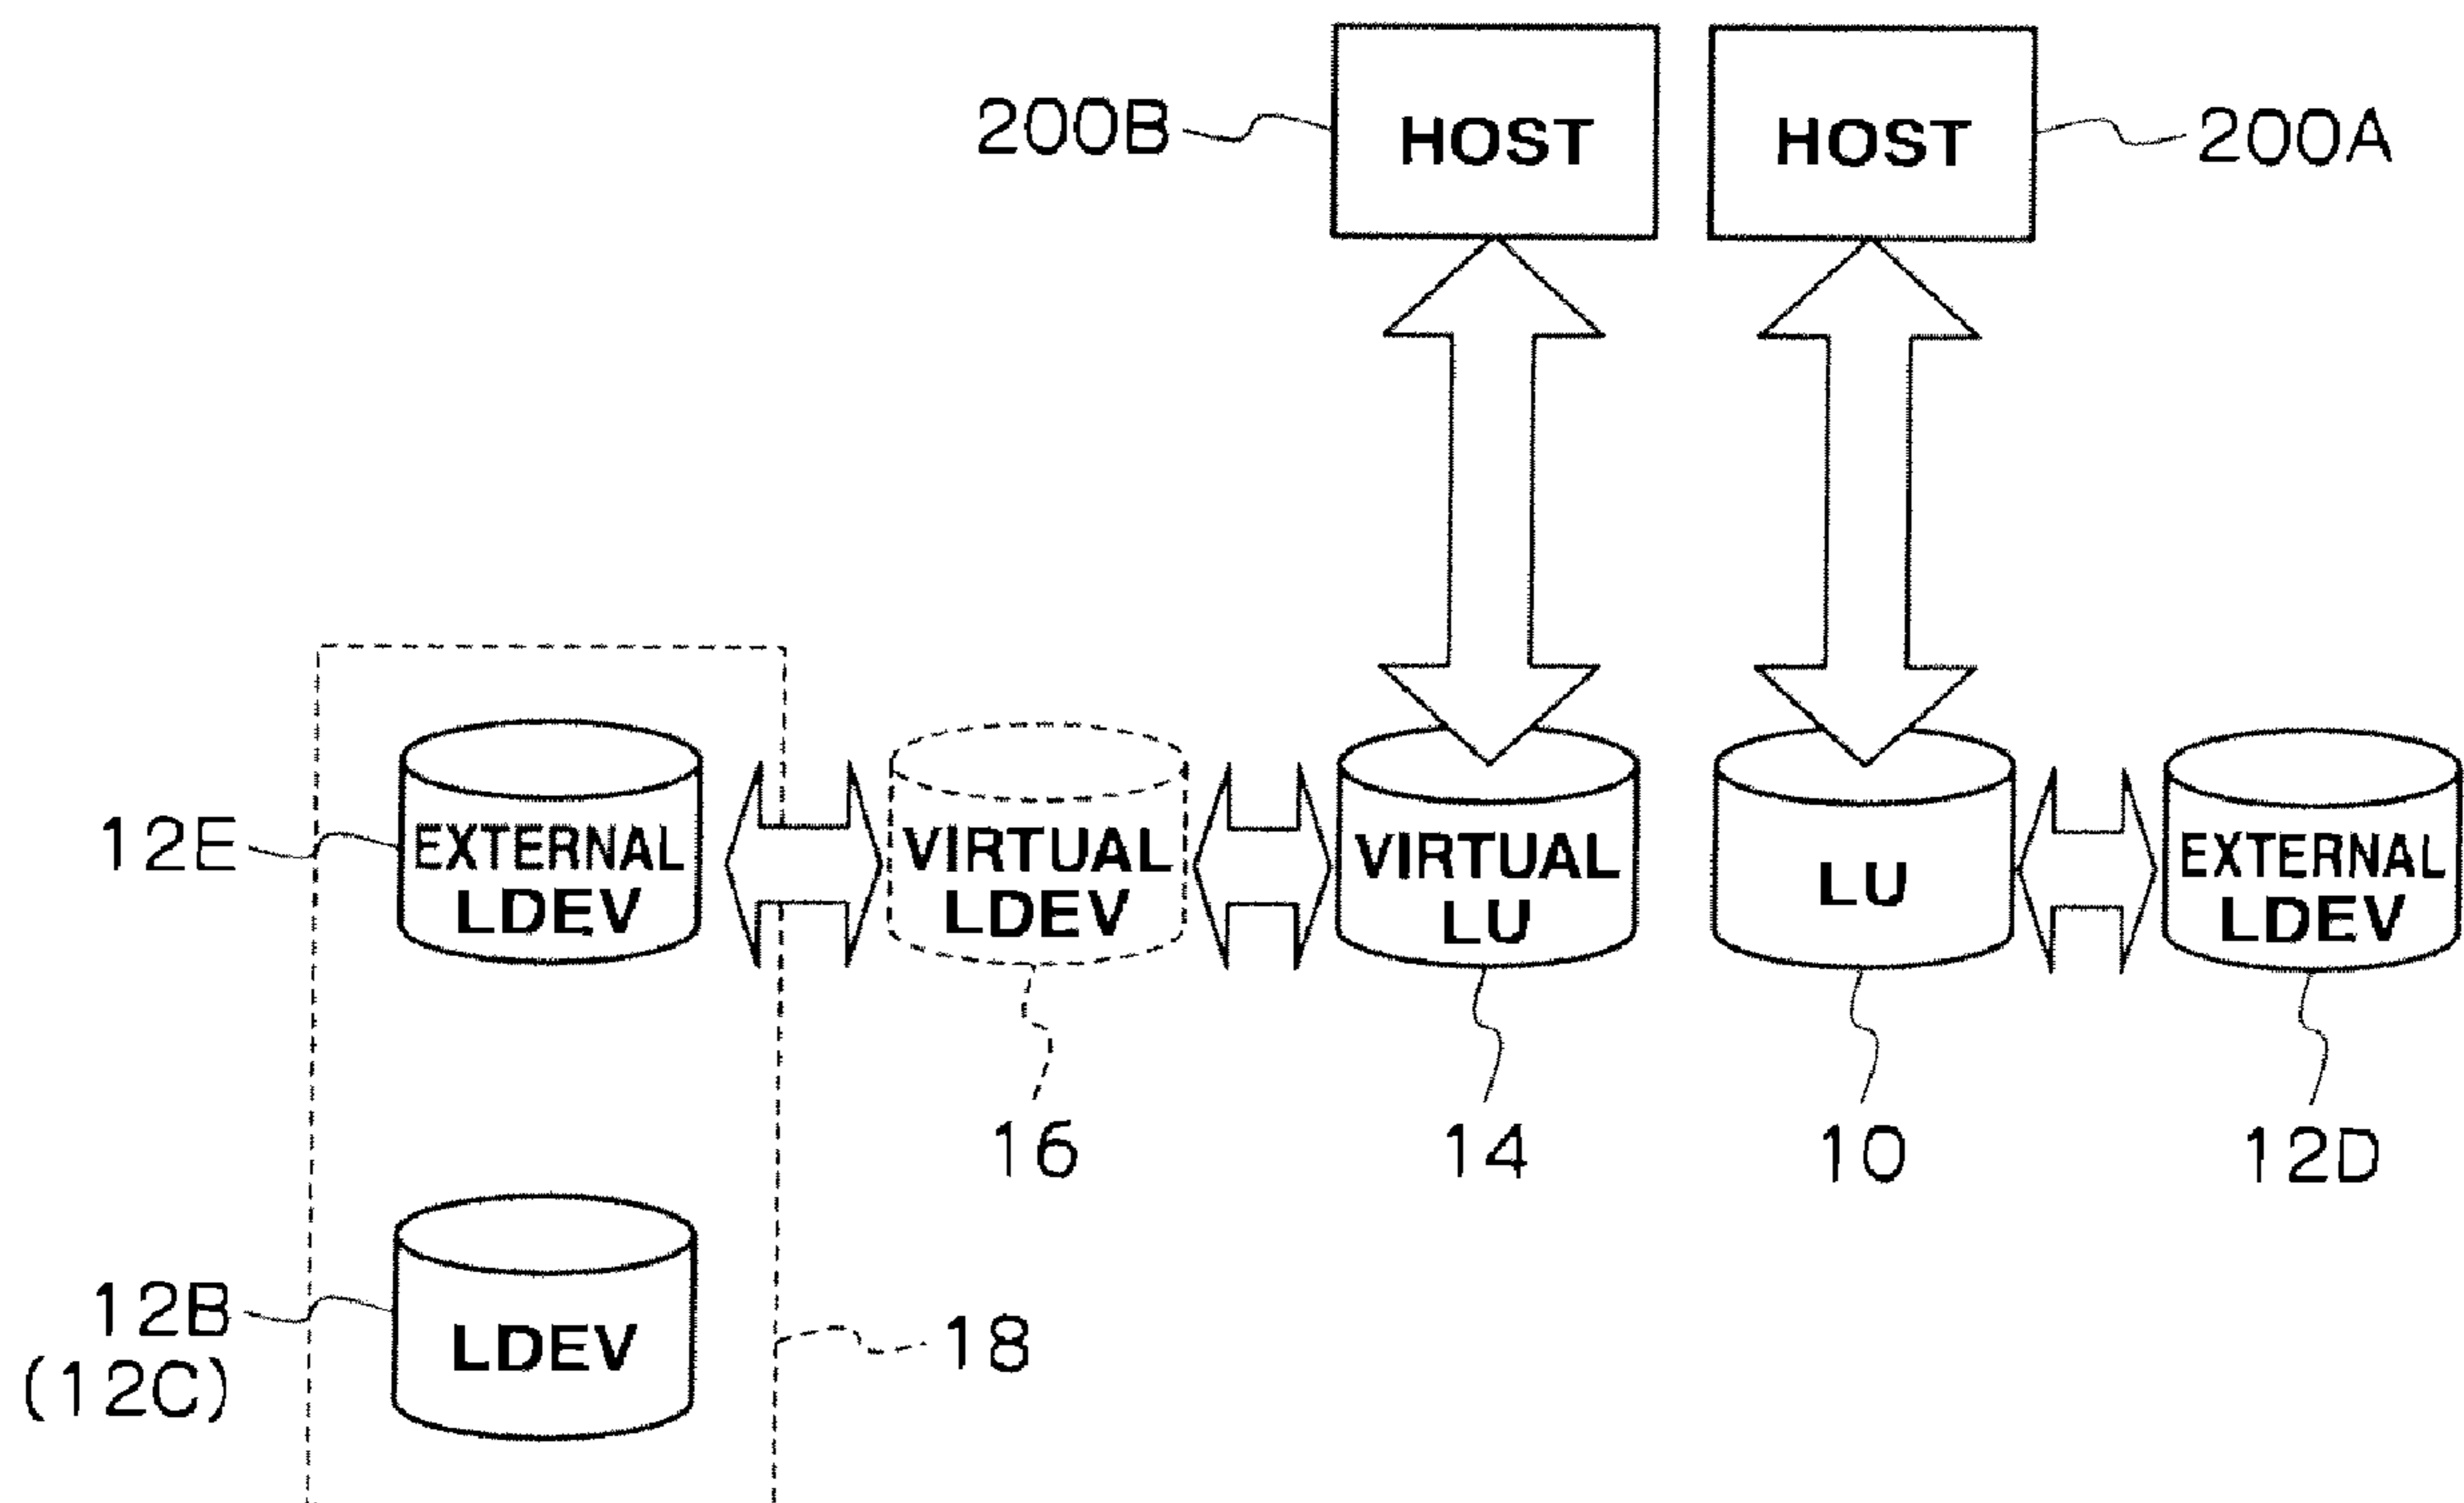 200B
HOST
HOST
200A
12E
EXTERNAL
LDEV
VIRTUAL
LDEV
VIRTUAL
LU
LU
EXTERNAL
LDEV
16
14
10
12D
12B
(12C)
LDEV
18